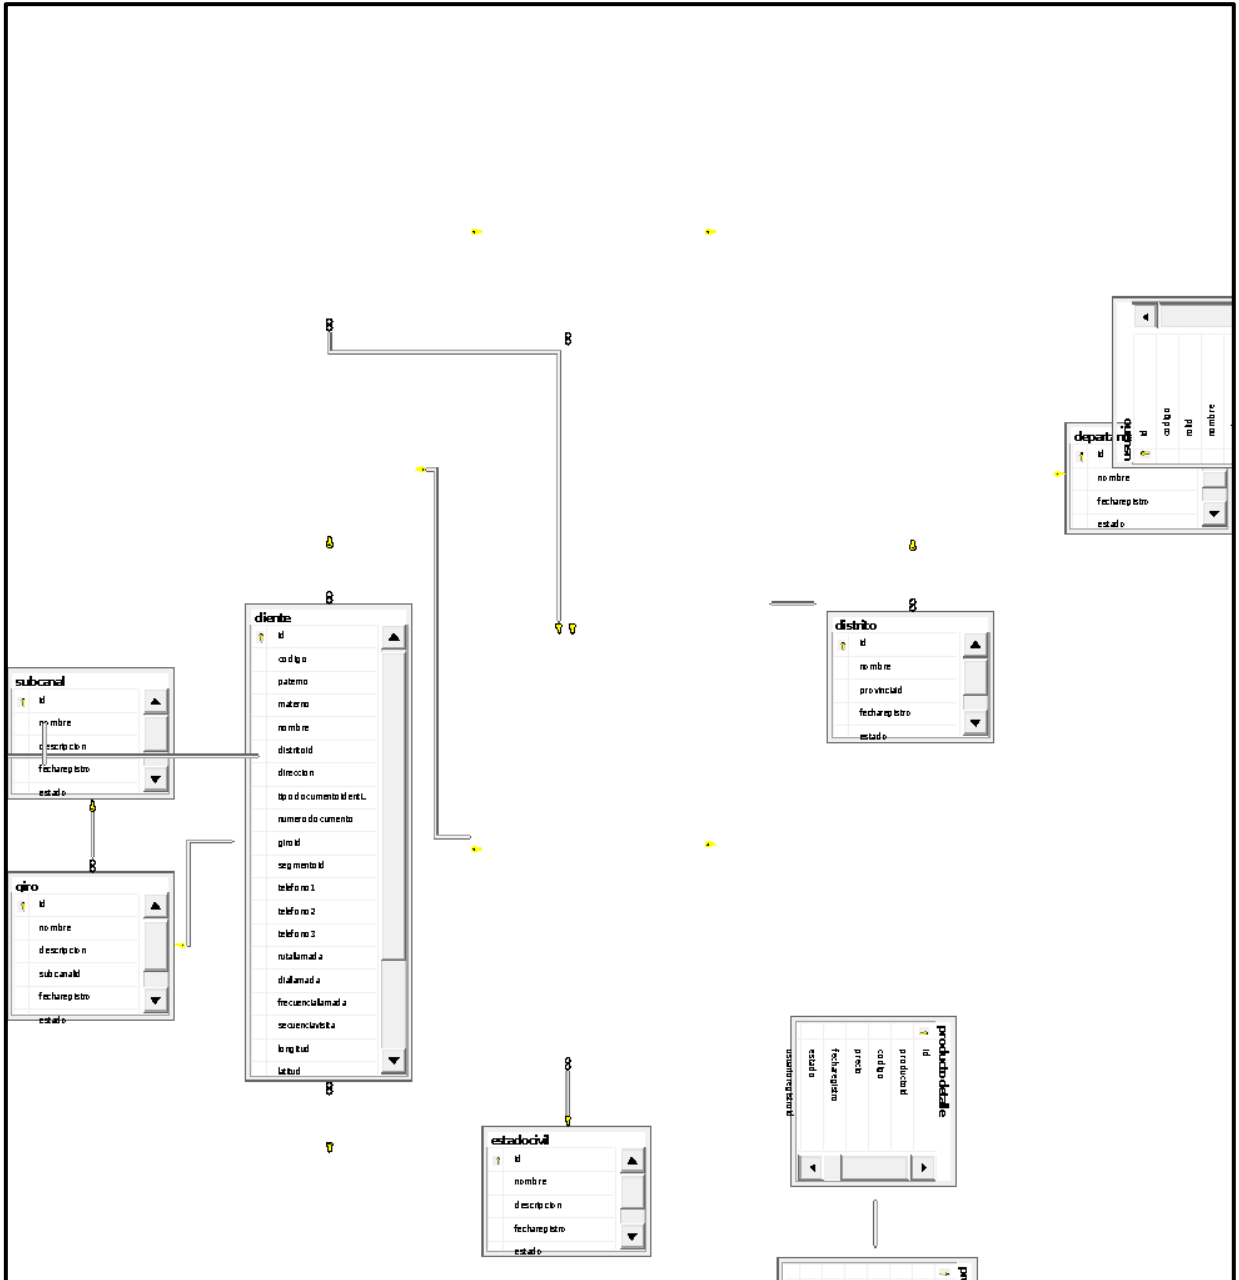 usuario
id
codigo
rolid
nombre
id
nombre
fecharegistro
estado
cliente
id
codigo
paterno
materno
nombre
distritoid
direccion
tipodocumentoidenti...
numerodocumento
giroid
segmentoid
telefono1
telefono2
telefono3
rutallamada
diallamada
frecuenciallamada
secuenciavisita
longitud
latitud
distrito
id
nombre
provinciaid
fecharegistro
estado
subcanal
id
nombre
descripcion
fecharegistro
estado
giro
id
nombre
descripcion
subcanalid
fecharegistro
estado
productodetalle
id
productoid
codigo
precio
fecharegistro
estado
usuarioregistroid
estadocivil
id
nombre
descripcion
fecharegistro
estado